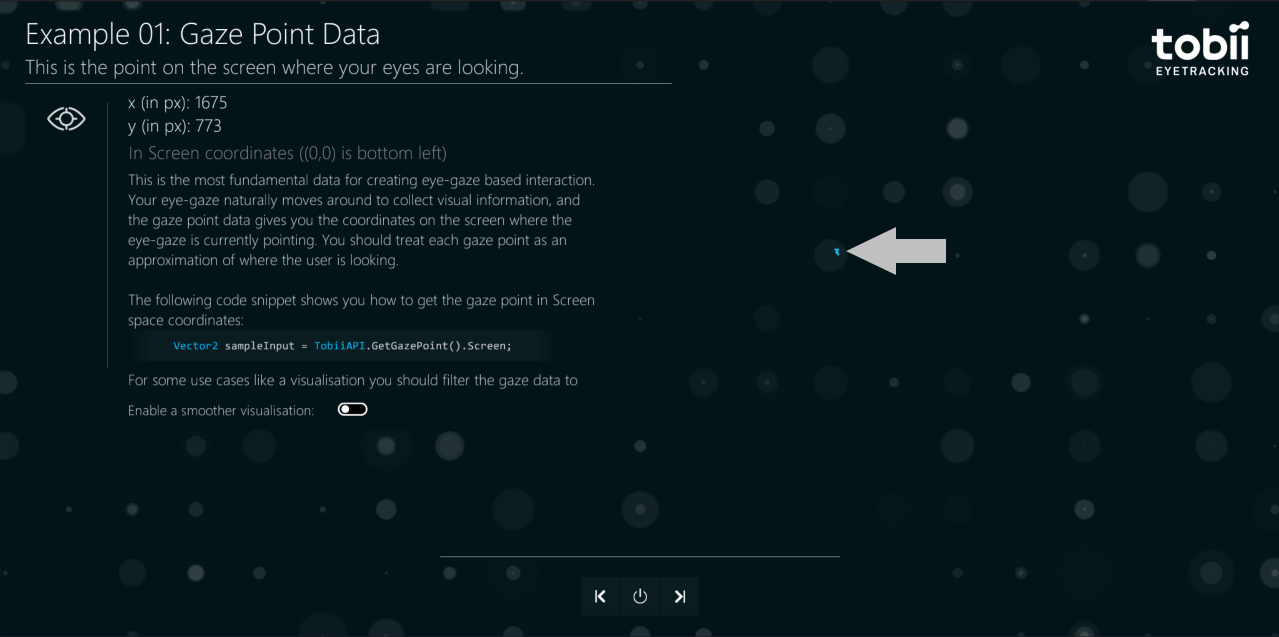 Example 01: Gaze Point Data
This is the point on the screen where your eyes are looking.
tobii
EYETRACKING
x (in px): 1675
y (in px): 773
In Screen coordinates ((0,0) is bottom left)
This is the most fundamental data for creating eye-gaze based interaction.
Your eye-gaze naturally moves around to collect visual information, and
the gaze point data gives you the coordinates on the screen where the
eye-gaze is currently pointing. You should treat each gaze point as an
approximation of where the user is looking.
The following code snippet shows you how to get the gaze point in Screen
space coordinates:
Vector2 sampleInput = TobiiAPI.GetGazePoint().Screen;
For some use cases like a visualisation you should filter the gaze data to
Enable a smoother visualisation: